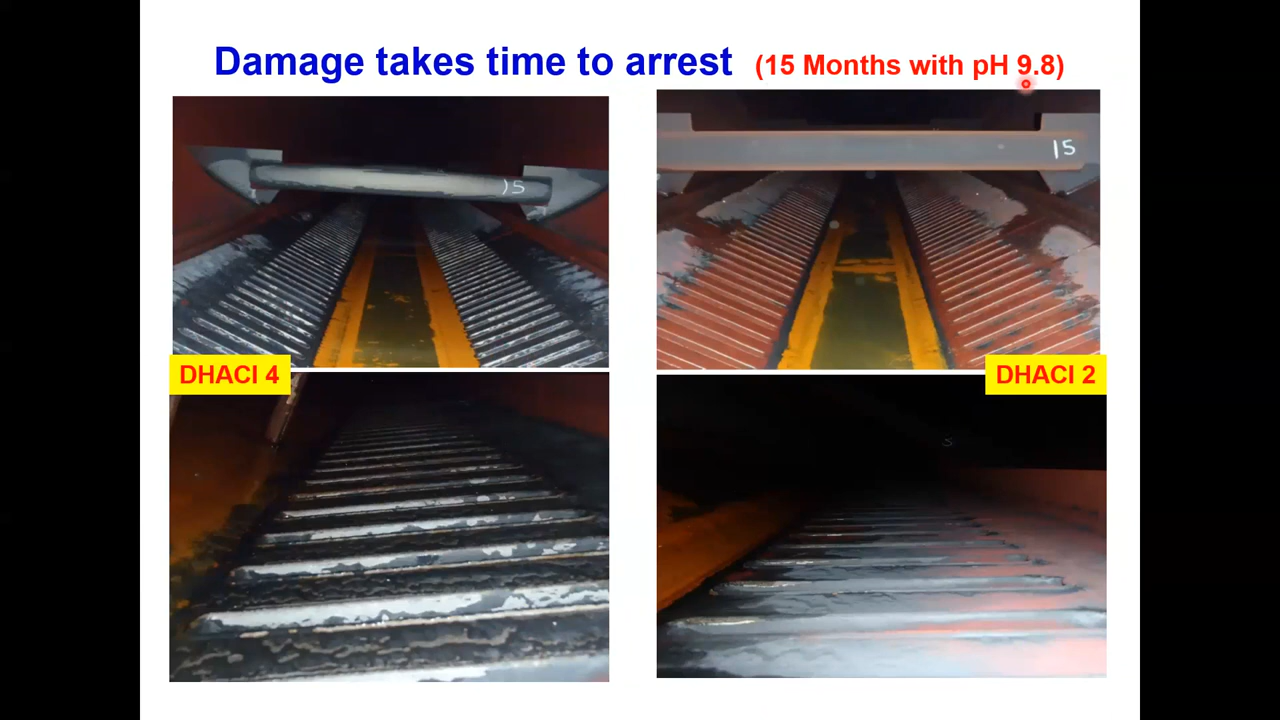 Damage takes time to arrest (15 Months with pH 9.8)
15
15
DHACI 4
DHACI 2